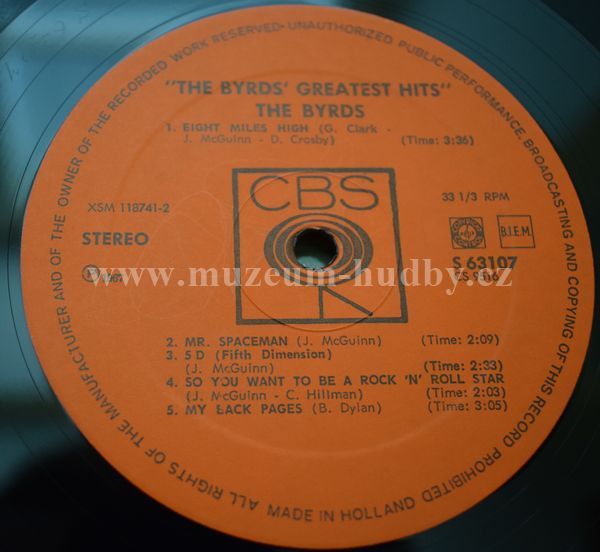 ALL RIGHTS OF THE MANUFACTURER AND OF THE OWNER OF THE RECORDED WORK RESERVED• UNAUTHORIZED PUBLIC PERFORMANCE, BROADCASTING AND COPYING OF THIS RECORD PROHIBITED
"THE BYRDS' GREATEST HITS"
THE BYRDS
1. EIGHT MILES HIGH (G. Clark -
J. McGuinn - D. Crosby) (Time: 3:36)
CBS
XSM 118741-2
33 1/3 RPM
STEREO
B.I.E.M.
S 63107
www.muzeum-hudby.cz
2. MR. SPACEMAN (J. McGuinn) (Time: 2:09)
3. 5 D (Fifth Dimension)
(J. McGuinn) (Time: 2:33)
4. SO YOU WANT TO BE A ROCK 'N' ROLL STAR
(J. McGuinn - C. Hillman) (Time: 2:03)
5. MY BACK PAGES (B. Dylan) (Time: 3:05)
MADE IN HOLLAND